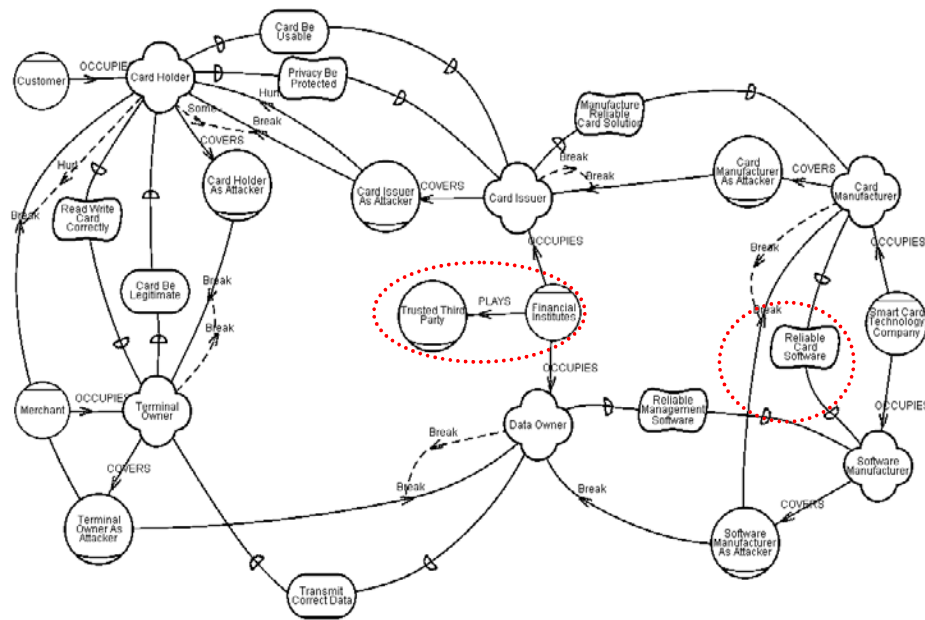 Card Be
Usable
OCCUPIE
Customer
Card Holder
Privacy Be
Protected
Hurt
Some
Break
Manufacture
Reliable
Card Solution
Break
Break
COVERS
Card Holder
As Attacker
Card Issuer
As Attacker
COVERS
Card Issuer
Card
Manufacturer
As Attacker
COVERS
Card
Manufacturer
Hurt
Break
Read Write
Card
Correctly
Card Be
Legitimate
Break
Break
OCCUPIES
Trusted Third
Party
PLAYS
Financial
Institutes
OCCUPIES
Break
Break
OCCUPIES
Reliable
Card
Software
Smart Card
Technology
Company
Merchant
OCCUPIES
Terminal
Owner
Break
Break
Data Owner
Reliable
Management
Software
OCCUPIES
Software
Manufacturer
COVERS
Terminal
Owner As
Attacker
Break
Software
Manufacturer
As Attacker
COVERS
Transmit
Correct Data